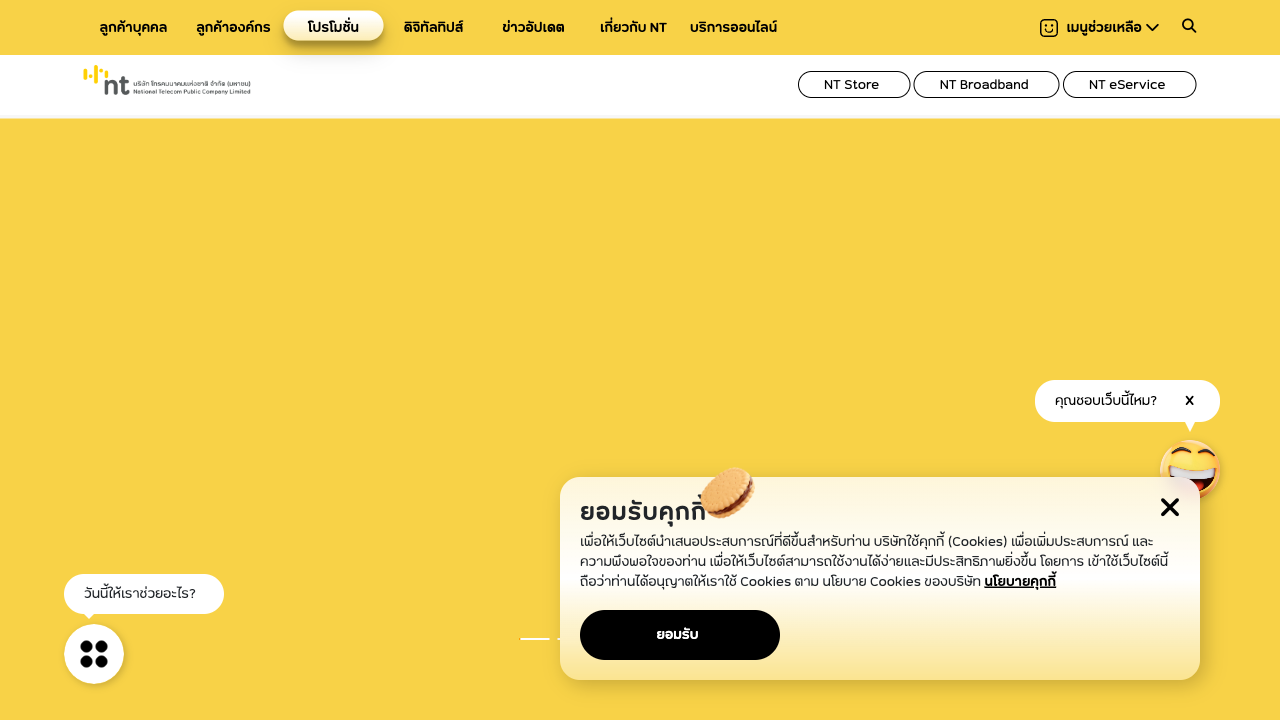 ลูกค้าบุคคล
ลูกค้าองค์กร
โปรโมชั่น
ดิจิทัลทิปส์
ข่าวอัปเดต
เกี่ยวกับ NT
บริการออนไลน์
เมนูช่วยเหลือ
nt
บริษัท โทรคมนาคมแห่งชาติ จำกัด (มหาชน)
National Telecom Public Company Limited
NT Store
NT Broadband
NT eService
คุณชอบเว็บนี้ไหม?
X
ยอมรับคุกกี้
เพื่อให้เว็บไซต์นำเสนอประสบการณ์ที่ดีขึ้นสำหรับท่าน บริษัทใช้คุกกี้ (Cookies) เพื่อเพิ่มประสบการณ์ และ
ความพึงพอใจของท่าน เพื่อให้เว็บไซต์สามารถใช้งานได้ง่ายและมีประสิทธิภาพยิ่งขึ้น โดยการ เข้าใช้เว็บไซต์นี้
ถือว่าท่านได้อนุญาตให้เราใช้ Cookies ตาม นโยบาย Cookies ของบริษัท นโยบายคุกกี้
ยอมรับ
วันนี้ให้เราช่วยอะไร?